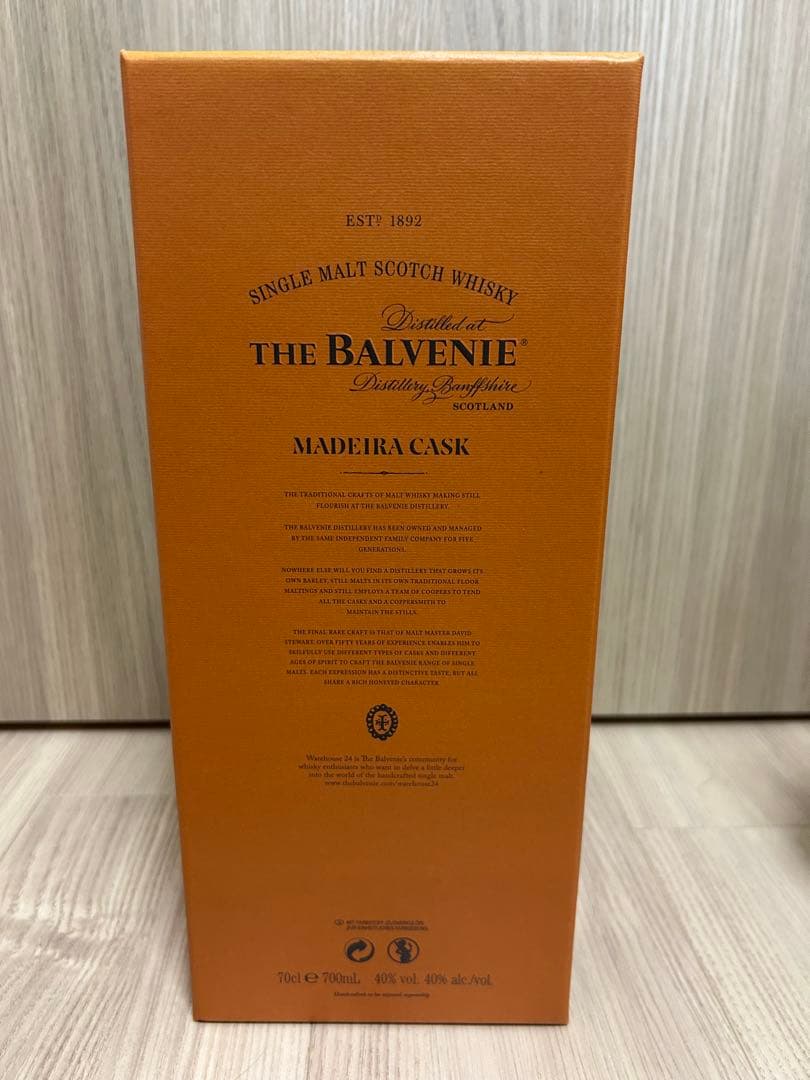 ESTD 1892
SINGLE MALT SCOTCH WHISKY
Distilled at
THE BALVENIE®
Distillery, Banffshire
SCOTLAND
MADEIRA CASK
THE TRADITIONAL CRAFTS OF MALT WHISKY MAKING STILL
FLOURISH AT THE BALVENIE DISTILLERY.
THE BALVENIE DISTILLERY HAS BEEN OWNED AND MANAGED
BY THE SAME INDEPENDENT FAMILY COMPANY FOR FIVE
GENERATIONS.
NOWHERE ELSE WILL YOU FIND A DISTILLERY THAT GROWS ITS
OWN BARLEY, STILL MALTS IN ITS OWN TRADITIONAL FLOOR
MALTINGS AND STILL EMPLOYS A TEAM OF COOPERS TO TEND
ALL THE CASKS AND A COPPERSMITH TO
MAINTAIN THE STILLS.
THE FINAL RARE CRAFT IS THAT OF MALT MASTER DAVID
STEWART. OVER FIFTY YEARS OF EXPERIENCE ENABLES HIM TO
SKILFULLY USE DIFFERENT TYPES OF CASKS AND DIFFERENT
AGES OF SPIRIT TO CRAFT THE BALVENIE RANGE OF SINGLE
MALTS. EACH EXPRESSION HAS A DISTINCTIVE TASTE, BUT ALL
SHARE A RICH HONEYED CHARACTER.
Warehouse 24 is The Balvenie's community for
whisky enthusiasts who want to delve a little deeper
into the world of the handcrafted single malt.
www.thebalvenie.com/warehouse24
70cl e 700mL 40% vol. 40% alc./vol.
Handcrafted to be enjoyed responsibly